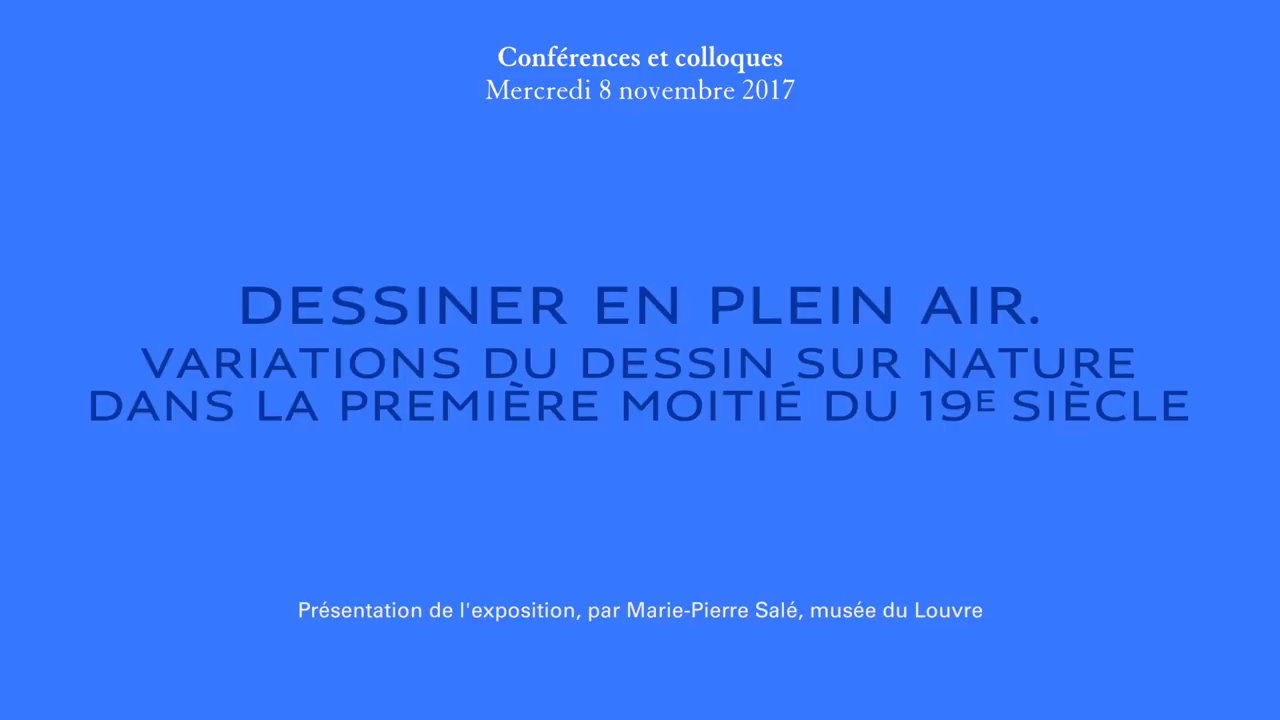 Conférences et colloques
Mercredi 8 novembre 2017
DESSINER EN PLEIN AIR.
VARIATIONS DU DESSIN SUR NATURE
DANS LA PREMIÈRE MOITIÉ DU 19E SIÈCLE
Présentation de l'exposition, par Marie-Pierre Salé, musée du Louvre